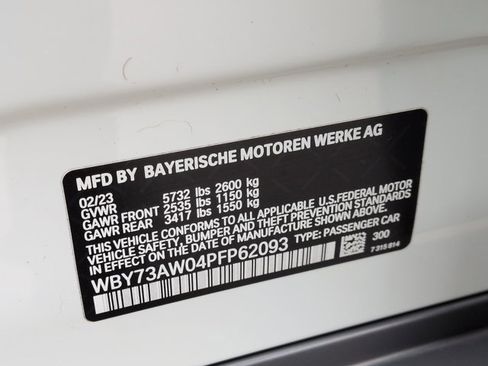 MFD BY BAYERISCHE MOTOREN WERKE AG
02/23 5732 lbs 2600 kg
GVWR
GAWR FRONT 2535 lbs 1150 kg
GAWR REAR 3417 lbs 1550 kg
THIS VEHICLE CONFORMS TO ALL APPLICABLE U.S.FEDERAL MOTOR
VEHICLE SAFETY, BUMPER AND THEFT PREVENTION STANDARDS
IN EFFECT ON THE DATE OF MANUFACTURE SHOWN ABOVE.
WBY73AW04PFP62093 TYPE: PASSENGER CAR
300
7 315 814